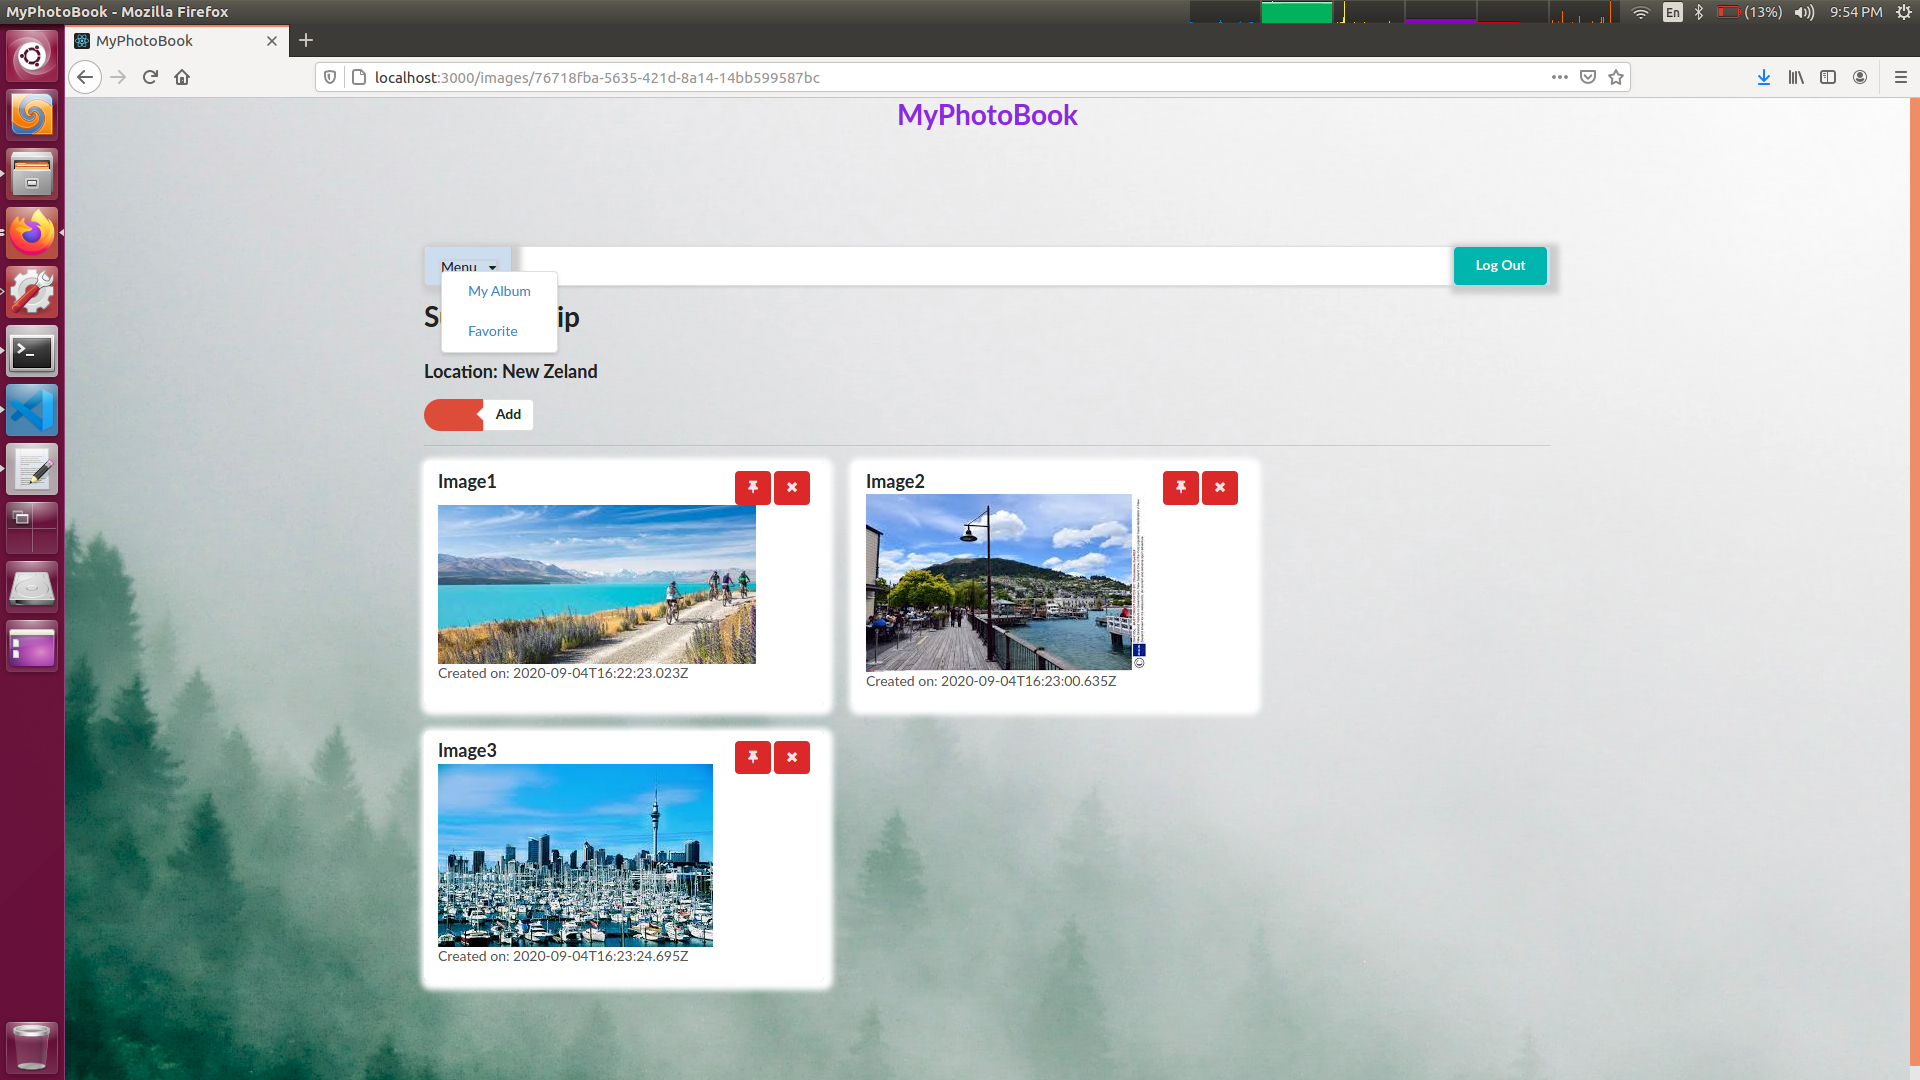 MyPhotoBook - Mozilla Firefox
En
(13%)
9:54 PM
MyPhotoBook
localhost:3000/images/76718fba-5635-421d-8a14-14bb599587bc
MyPhotoBook
Menu
Log Out
My Album
Favorite
Location: New Zeland
Add
Image1
Created on: 2020-09-04T16:22:23.023Z
Image2
Created on: 2020-09-04T16:23:00.635Z
Image3
Created on: 2020-09-04T16:23:24.695Z